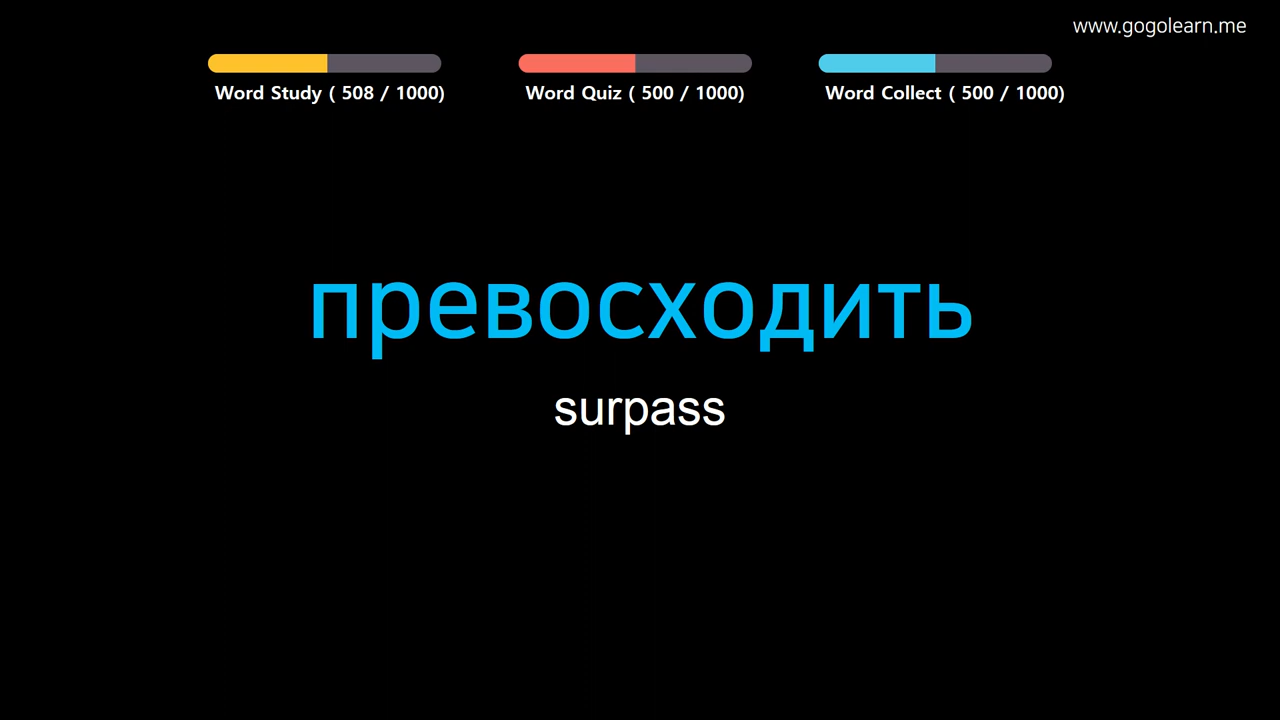 www.gogolearn.me
Word Study ( 508 / 1000)
Word Quiz ( 500 / 1000)
Word Collect ( 500 / 1000)
превосходить
surpass